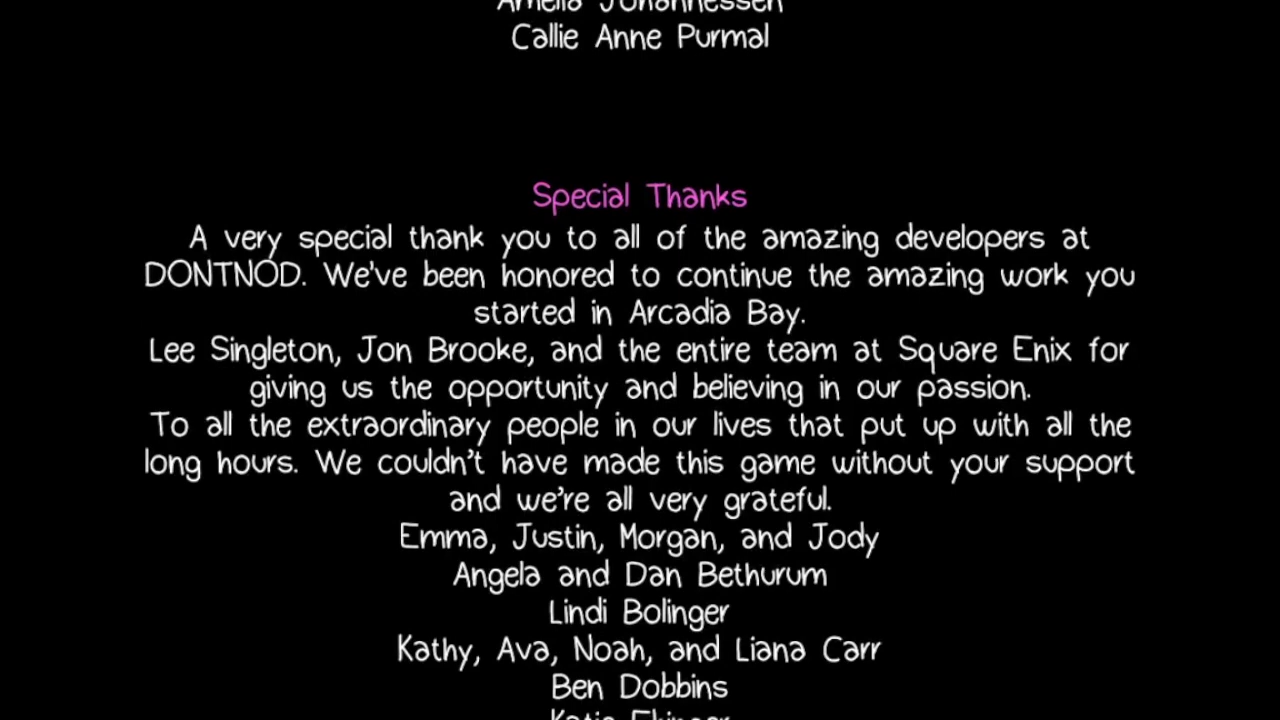 Amelia Johannessen
Callie Anne Purmal
Special Thanks
A very special thank you to all of the amazing developers at
DONTNOD. We've been honored to continue the amazing work you
started in Arcadia Bay.
Lee Singleton, Jon Brooke, and the entire team at Square Enix for
giving us the opportunity and believing in our passion.
To all the extraordinary people in our lives that put up with all the
long hours. We couldn't have made this game without your support
and we're all very grateful.
Emma, Justin, Morgan, and Jody
Angela and Dan Bethurum
Lindi Bolinger
Kathy, Ava, Noah, and Liana Carr
Ben Dobbins
Katie